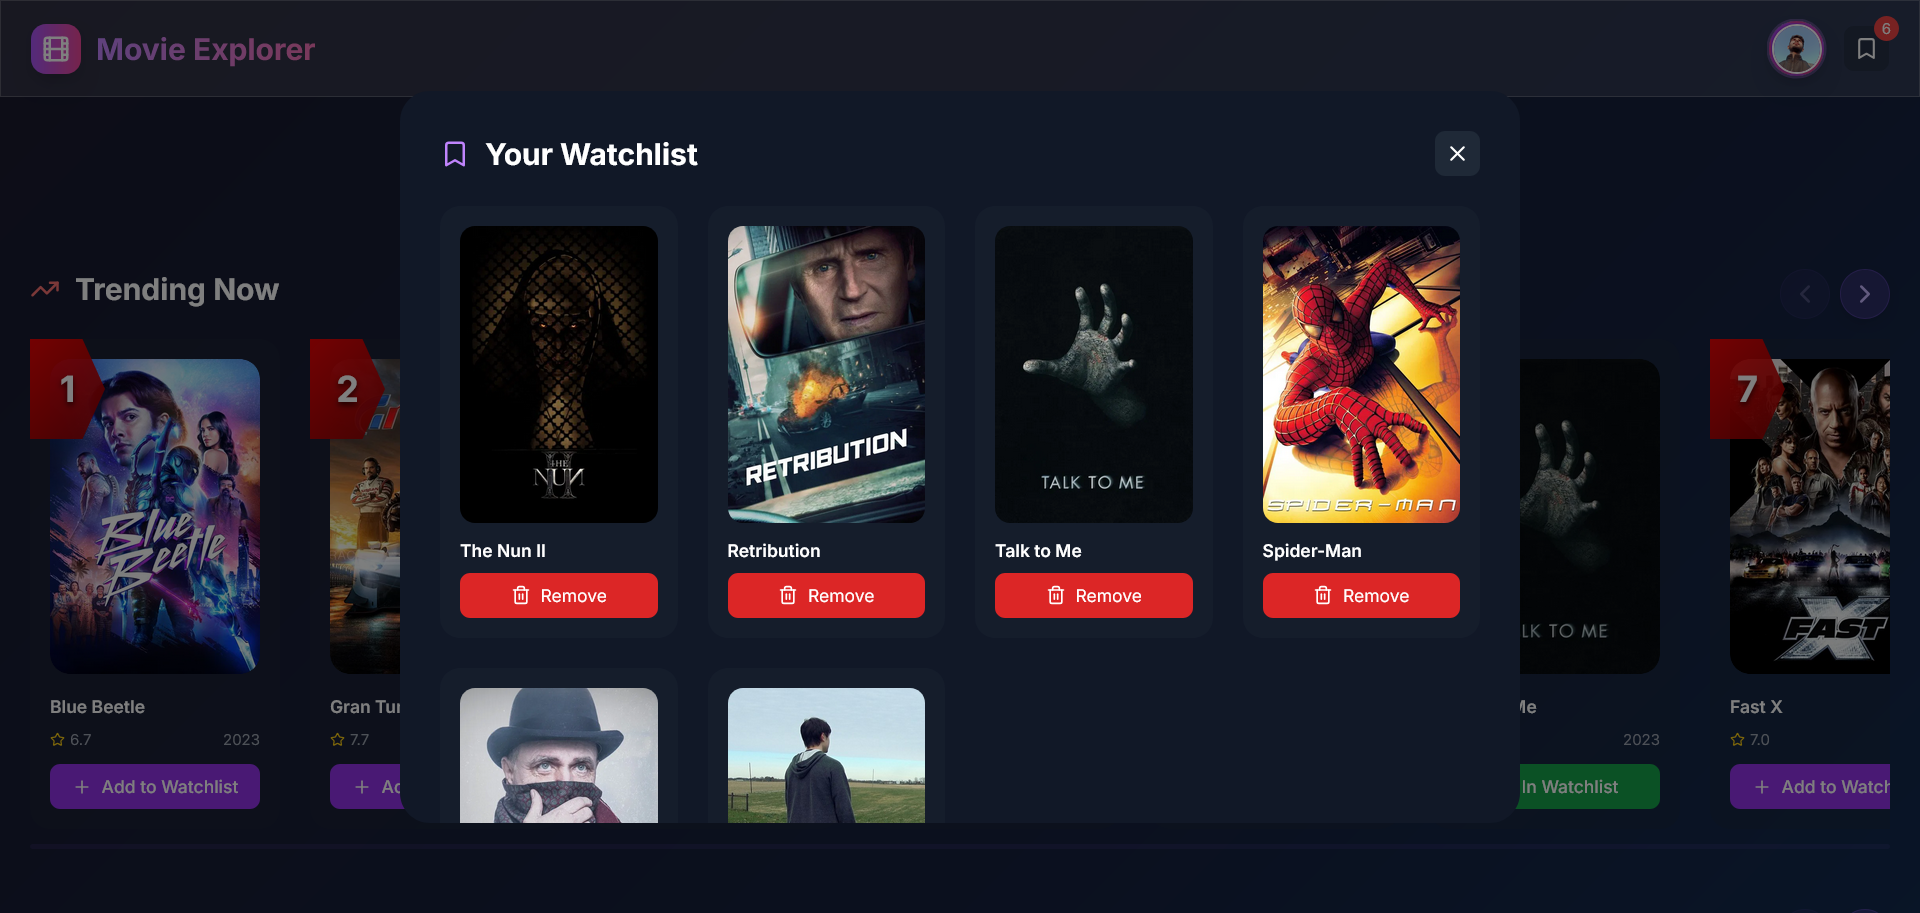 Movie Explorer
6
Your Watchlist
Trending Now
1
2
7
BLUE BEETLE
THE NUN II
RETRIBUTION
TALK TO ME
SPIDER-MAN
LK TO ME
FAST X
The Nun II
Retribution
Talk to Me
Spider-Man
Remove
Remove
Remove
Remove
Blue Beetle
Gran Tur
Me
Fast X
6.7
2023
7.7
2023
7.0
Add to Watchlist
Ad
In Watchlist
Add to Watch